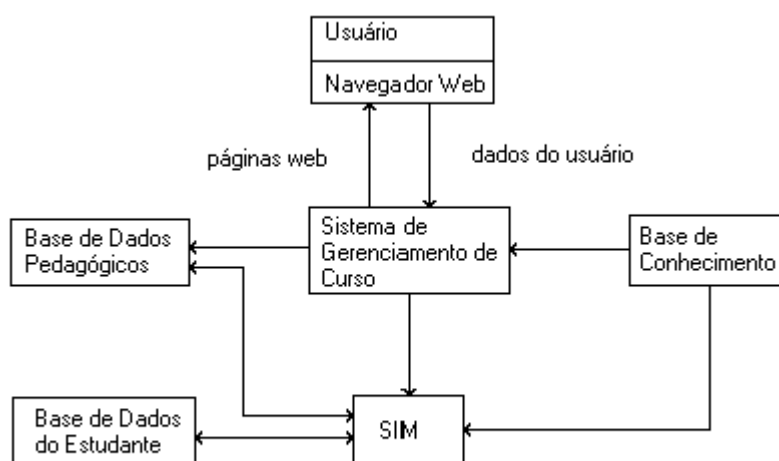 Usuário
Navegador Web
páginas web
dados do usuário
Base de Dados
Pedagógicos
Sistema de
Gerenciamento de
Curso
Base de
Conhecimento
Base de Dados
do Estudante
SIM